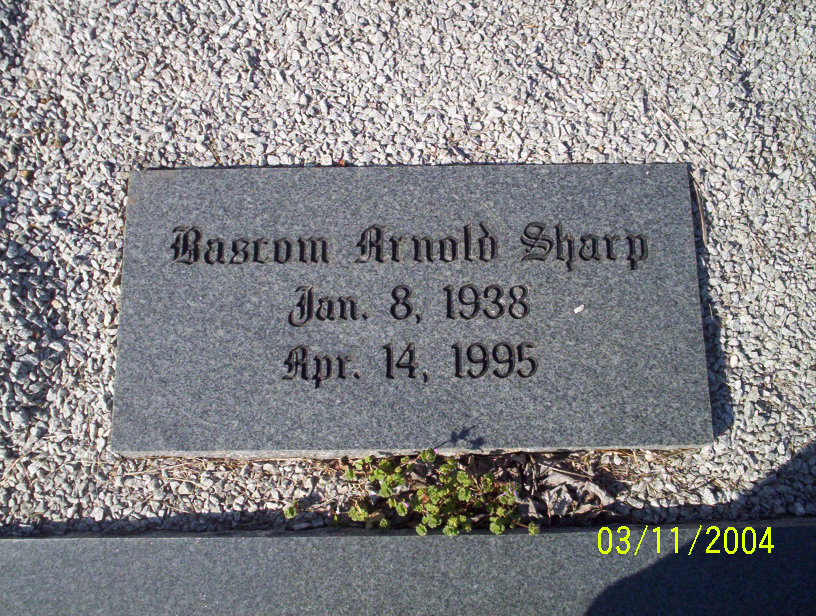 Bascom Arnold Sharp
Jan. 8, 1938
Apr. 14, 1995
03/11/2004